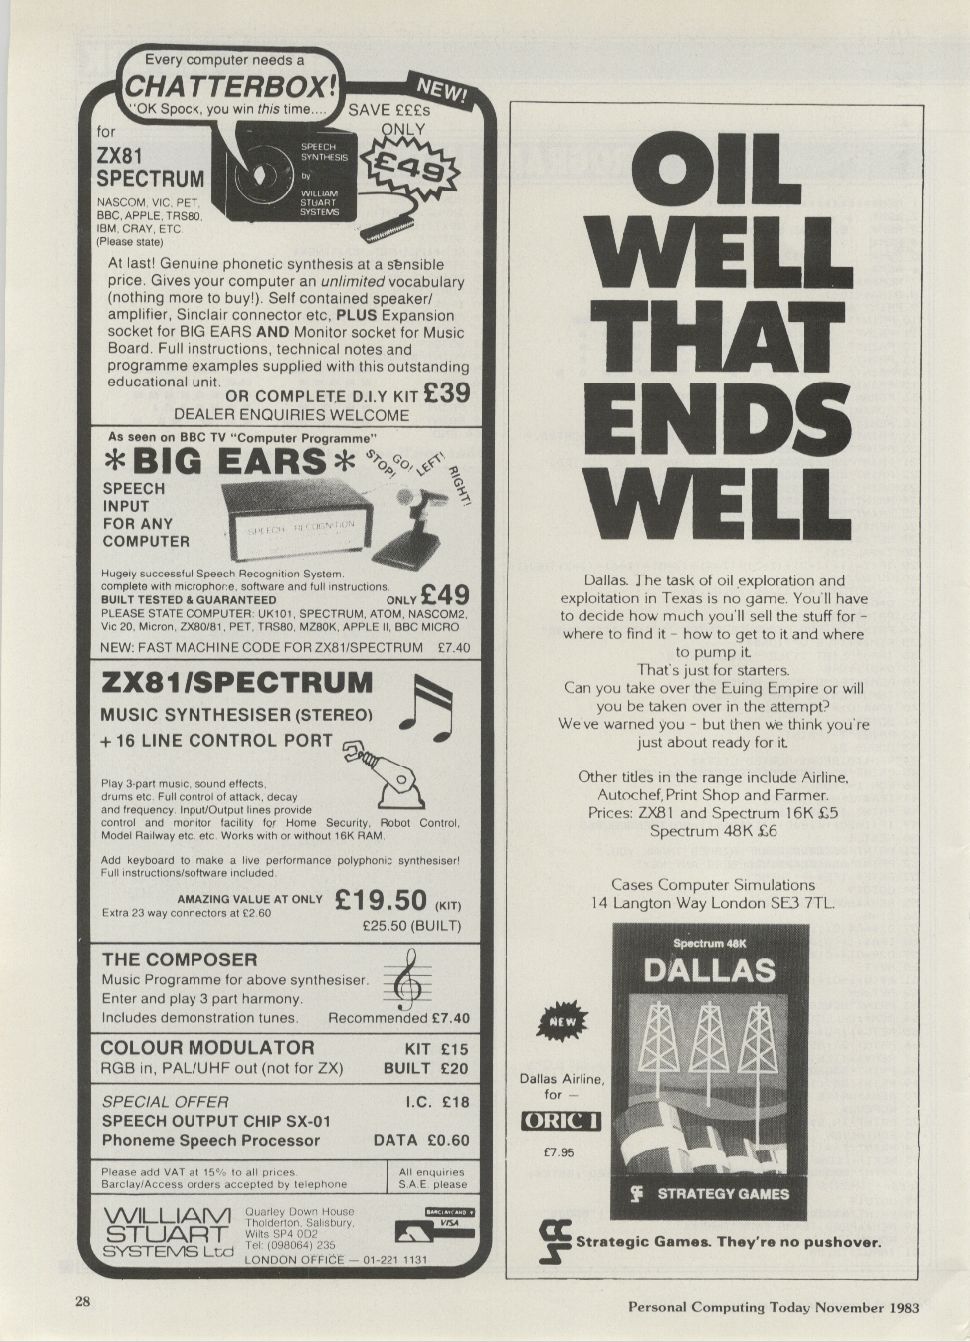 Every computer needs a
CHATTERBOX!
"OK Spock, you win this time....
NEW!
SAVE £££s
ONLY
£49
for
ZX81
SPECTRUM
NASCOM, VIC, PET,
BBC, APPLE, TRS80,
IBM, CRAY, ETC.
(Please state)
SPEECH
SYNTHESIS
by
WILLIAM
STUART
SYSTEMS
At last! Genuine phonetic synthesis at a sensible
price. Gives your computer an unlimited vocabulary
(nothing more to buy!). Self contained speaker/
amplifier, Sinclair connector etc, PLUS Expansion
socket for BIG EARS AND Monitor socket for Music
Board. Full instructions, technical notes and
programme examples supplied with this outstanding
educational unit.
OR COMPLETE D.I.Y KIT £39
DEALER ENQUIRIES WELCOME
As seen on BBC TV "Computer Programme"
*BIG EARS*
STOP! GO! LEFT! RIGHT!
SPEECH
INPUT
FOR ANY
COMPUTER
SPEECH RECOGNITION
Hugely successful Speech Recognition System,
complete with microphone, software and full instructions.
BUILT TESTED & GUARANTEED ONLY £49
PLEASE STATE COMPUTER: UK101, SPECTRUM, ATOM, NASCOM2,
Vic 20, Micron, ZX80/81, PET, TRS80, MZ80K, APPLE II, BBC MICRO
NEW: FAST MACHINE CODE FOR ZX81/SPECTRUM £7.40
ZX81/SPECTRUM
MUSIC SYNTHESISER (STEREO)
+ 16 LINE CONTROL PORT
Play 3-part music, sound effects,
drums etc. Full control of attack, decay
and frequency. Input/Output lines provide
control and monitor facility for Home Security, Robot Control,
Model Railway etc. etc. Works with or without 16K RAM.
Add keyboard to make a live performance polyphonic synthesiser!
Full instructions/software included.
AMAZING VALUE AT ONLY £19.50 (KIT)
Extra 23 way connectors at £2.60
£25.50 (BUILT)
THE COMPOSER
Music Programme for above synthesiser.
Enter and play 3 part harmony.
Includes demonstration tunes. Recommended £7.40
COLOUR MODULATOR KIT £15
RGB in, PAL/UHF out (not for ZX) BUILT £20
SPECIAL OFFER I.C. £18
SPEECH OUTPUT CHIP SX-01
Phoneme Speech Processor DATA £0.60
Please add VAT at 15% to all prices
Barclay/Access orders accepted by telephone
All enquiries
S.A.E. please
WILLIAM
STUART
SYSTEMS Ltd
Quarley Down House
Tholderton, Salisbury,
Wilts SP4 0D2
Tel: (098064) 235
LONDON OFFICE — 01-221 1131
BARCLAYCARD
VISA
OIL
WELL
THAT
ENDS
WELL
Dallas. The task of oil exploration and
exploitation in Texas is no game. You'll have
to decide how much you'll sell the stuff for –
where to find it – how to get to it and where
to pump it.
That's just for starters.
Can you take over the Euing Empire or will
you be taken over in the attempt?
We've warned you – but then we think you're
just about ready for it.
Other titles in the range include Airline,
Autochef, Print Shop and Farmer.
Prices: ZX81 and Spectrum 16K £5
Spectrum 48K £6
Cases Computer Simulations
14 Langton Way London SE3 7TL.
Spectrum 48K
DALLAS
NEW
Dallas Airline,
for —
ORIC 1
£7.95
STRATEGY GAMES
CCS
Strategic Games. They're no pushover.
28
Personal Computing Today November 1983